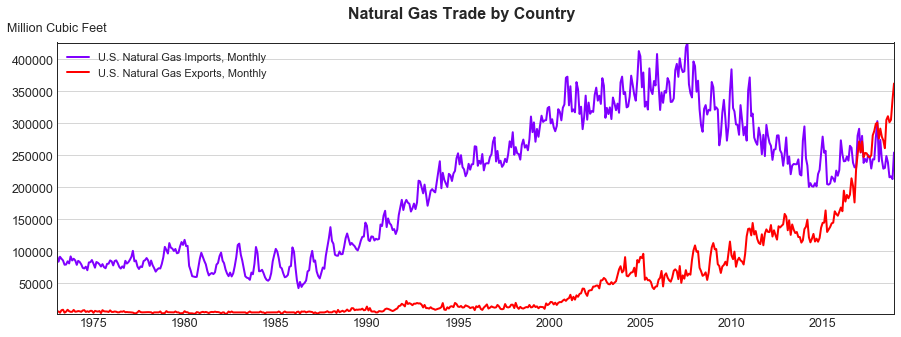 Natural Gas Trade by Country
Million Cubic Feet
U.S. Natural Gas Imports, Monthly
U.S. Natural Gas Exports, Monthly
400000
350000
300000
250000
200000
150000
100000
50000
1975 1980 1985 1990 1995 2000 2005 2010 2015